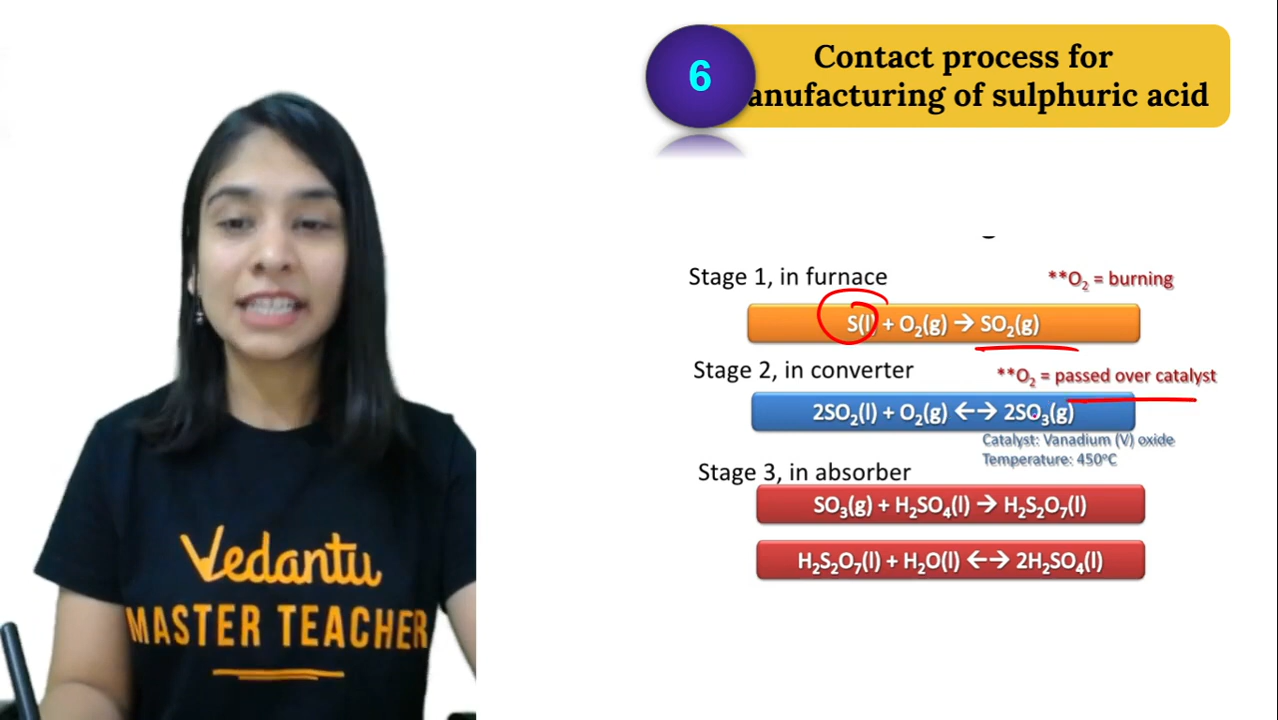 6
Contact process for
anufacturing of sulphuric acid
Stage 1, in furnace
**O₂ = burning
S(l) + O₂(g) → SO₂(g)
Stage 2, in converter
**O₂ = passed over catalyst
2SO₂(l) + O₂(g) ←→ 2SO₃(g)
Catalyst: Vanadium (V) oxide
Temperature: 450°C
Stage 3, in absorber
SO₃(g) + H₂SO₄(l) → H₂S₂O₇(l)
H₂S₂O₇(l) + H₂O(l) ←→ 2H₂SO₄(l)
Vedantu
MASTER TEACHER